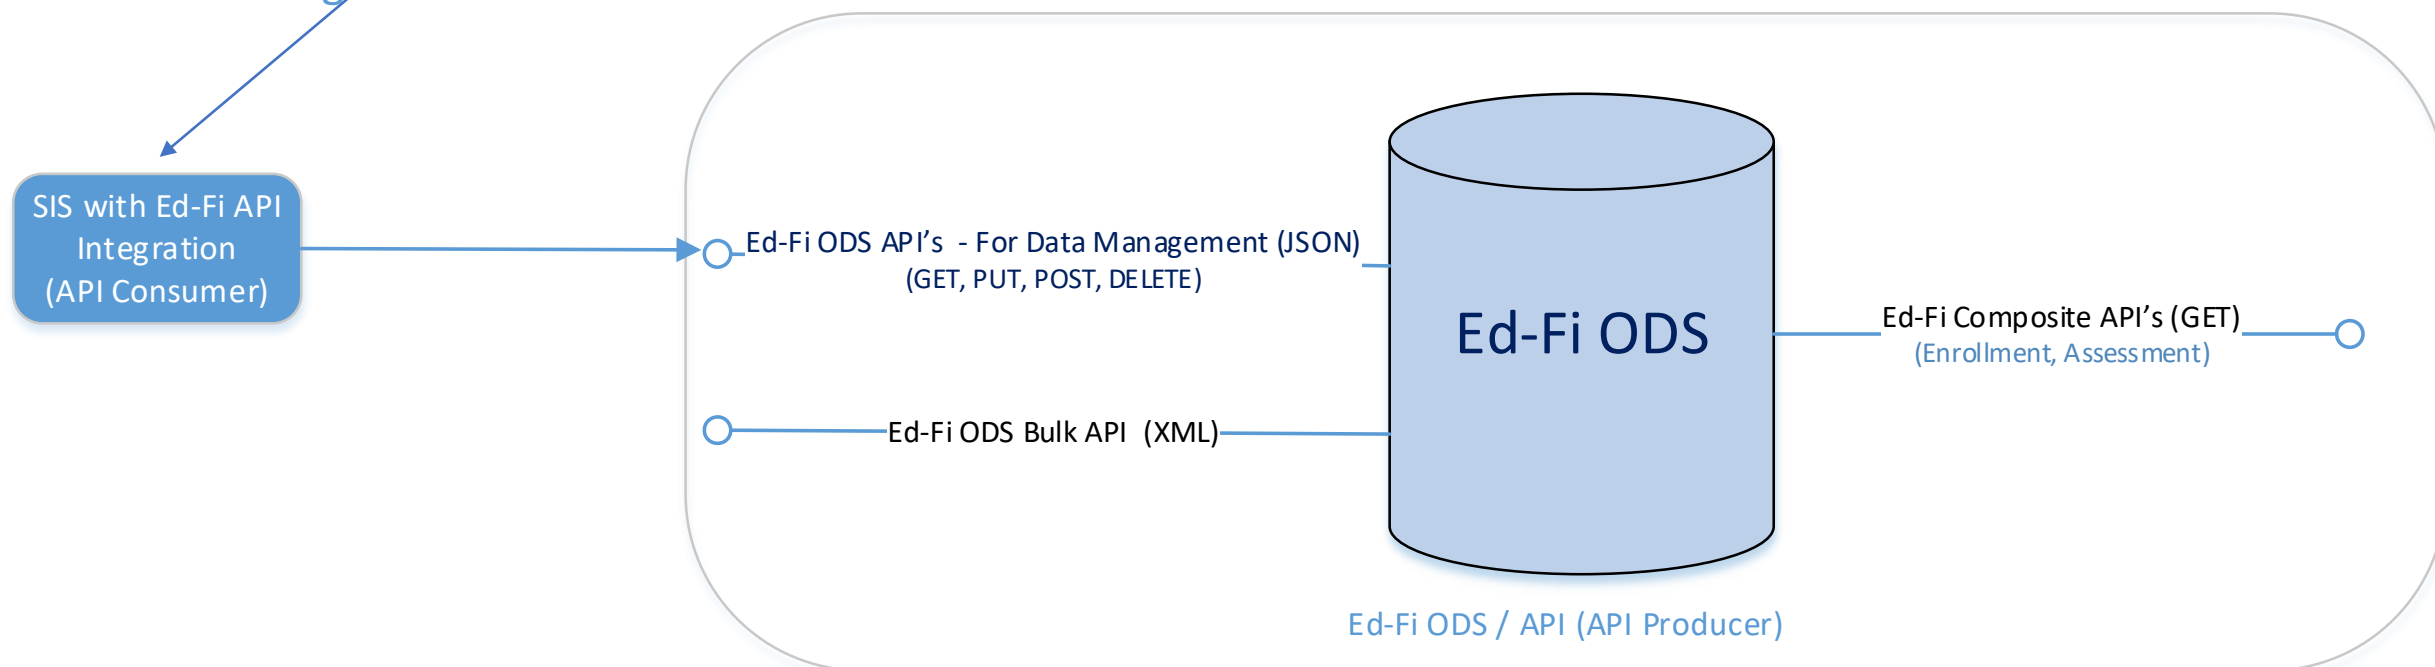 SIS with Ed-Fi API
Integration
(API Consumer)
Ed-Fi ODS API’s - For Data Management (JSON)
(GET, PUT, POST, DELETE)
Ed-Fi ODS Bulk API (XML)
Ed-Fi ODS
Ed-Fi Composite API’s (GET)
(Enrollment, Assessment)
Ed-Fi ODS / API (API Producer)